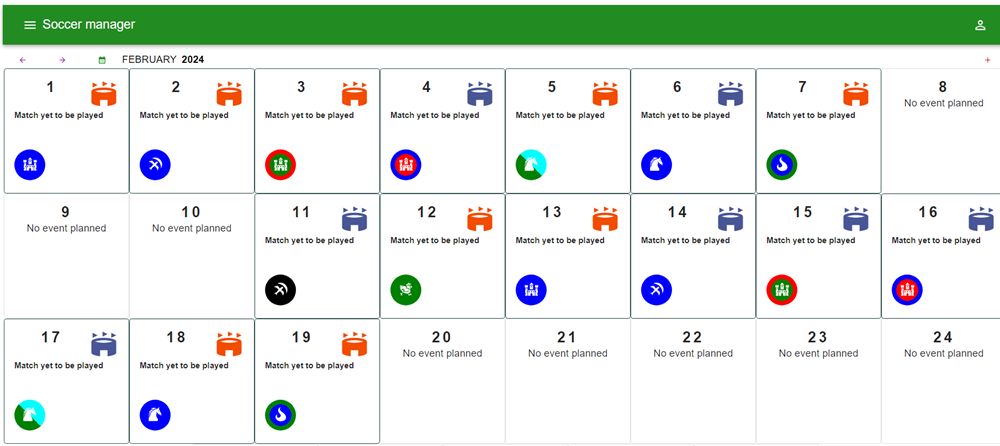 Soccer manager
FEBRUARY 2024
1 2 3 4 5 6 7 8
Match yet to be played Match yet to be played Match yet to be played Match yet to be played Match yet to be played Match yet to be played Match yet to be played No event planned
9 10 11 12 13 14 15 16
No event planned No event planned Match yet to be played Match yet to be played Match yet to be played Match yet to be played Match yet to be played Match yet to be played
17 18 19 20 21 22 23 24
Match yet to be played Match yet to be played Match yet to be played No event planned No event planned No event planned No event planned No event planned